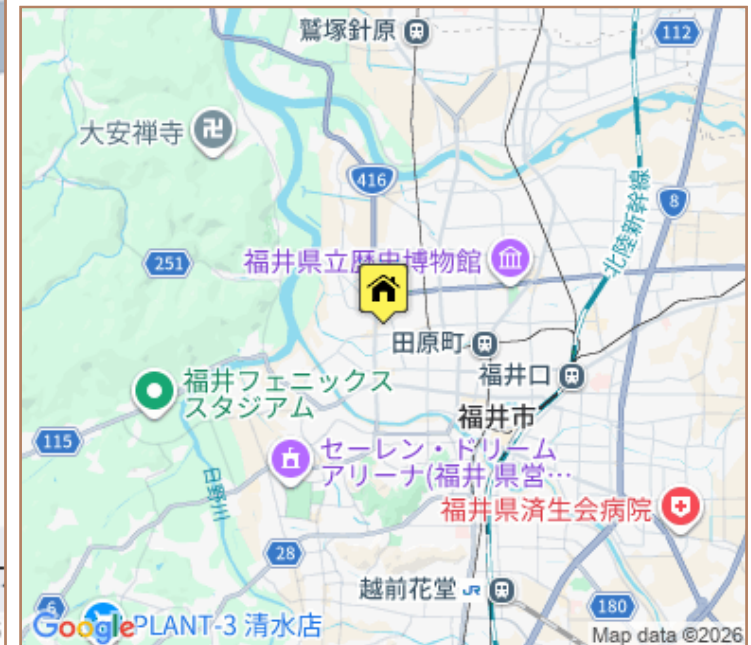 鷲塚針原
112
大安禅寺
416
8
北陸新幹線
251
福井県立歴史博物館
田原町
福井口
福井フェニックス
スタジアム
福井市
115
セーレン・ドリーム
アリーナ(福井県営…
日野川
福井県済生会病院
28
越前花堂 JR
180
6
Google
PLANT-3 清水店
Map data ©2026